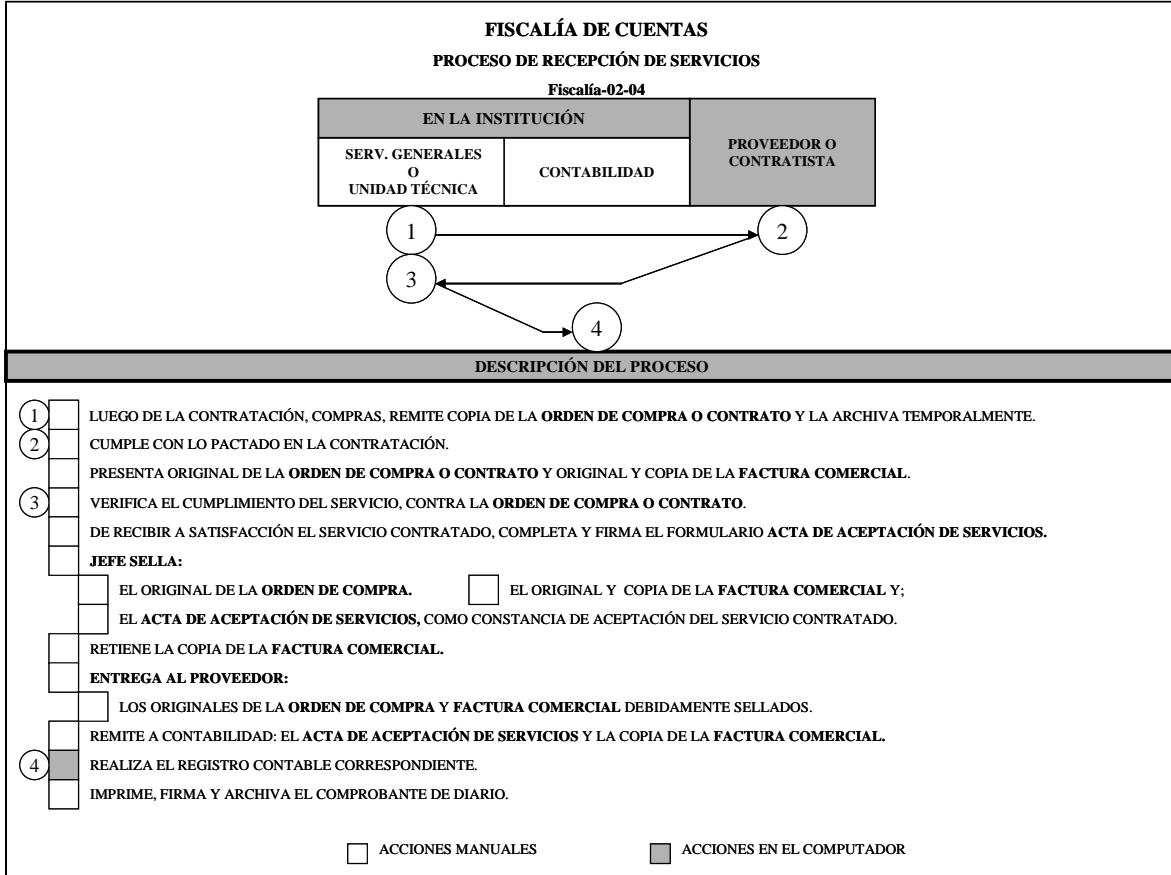 FISCALÍA DE CUENTAS
PROCESO DE RECEPCIÓN DE SERVICIOS
Fiscalía-02-04
EN LA INSTITUCIÓN
PROVEEDOR O
CONTRATISTA
SERV. GENERALES
O
UNIDAD TÉCNICA
CONTABILIDAD
1
2
3
4
DESCRIPCIÓN DEL PROCESO
1 LUEGO DE LA CONTRATACIÓN, COMPRAS, REMITE COPIA DE LA ORDEN DE COMPRA O CONTRATO Y LA ARCHIVA TEMPORALMENTE.
2 CUMPLE CON LO PACTADO EN LA CONTRATACIÓN.
PRESENTA ORIGINAL DE LA ORDEN DE COMPRA O CONTRATO Y ORIGINAL Y COPIA DE LA FACTURA COMERCIAL.
3 VERIFICA EL CUMPLIMIENTO DEL SERVICIO, CONTRA LA ORDEN DE COMPRA O CONTRATO.
DE RECIBIR A SATISFACCIÓN EL SERVICIO CONTRATADO, COMPLETA Y FIRMA EL FORMULARIO ACTA DE ACEPTACIÓN DE SERVICIOS.
JEFE SELLA:
EL ORIGINAL DE LA ORDEN DE COMPRA. EL ORIGINAL Y COPIA DE LA FACTURA COMERCIAL Y;
EL ACTA DE ACEPTACIÓN DE SERVICIOS, COMO CONSTANCIA DE ACEPTACIÓN DEL SERVICIO CONTRATADO.
RETIENE LA COPIA DE LA FACTURA COMERCIAL.
ENTREGA AL PROVEEDOR:
LOS ORIGINALES DE LA ORDEN DE COMPRA Y FACTURA COMERCIAL DEBIDAMENTE SELLADOS.
REMITE A CONTABILIDAD: EL ACTA DE ACEPTACIÓN DE SERVICIOS Y LA COPIA DE LA FACTURA COMERCIAL.
4 REALIZA EL REGISTRO CONTABLE CORRESPONDIENTE.
IMPRIME, FIRMA Y ARCHIVA EL COMPROBANTE DE DIARIO.
ACCIONES MANUALES ACCIONES EN EL COMPUTADOR